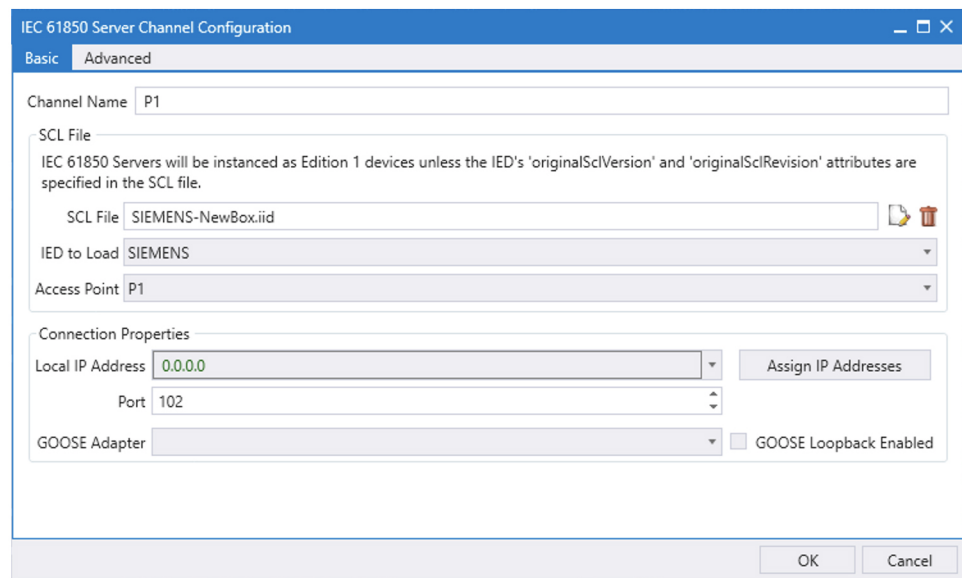 IEC 61850 Server Channel Configuration
Basic Advanced
Channel Name P1
SCL File
IEC 61850 Servers will be instanced as Edition 1 devices unless the IED's 'originalSclVersion' and 'originalSclRevision' attributes are
specified in the SCL file.
SCL File SIEMENS-NewBox.iid
IED to Load SIEMENS
Access Point P1
Connection Properties
Local IP Address 0.0.0.0 Assign IP Addresses
Port 102
GOOSE Adapter GOOSE Loopback Enabled
OK Cancel